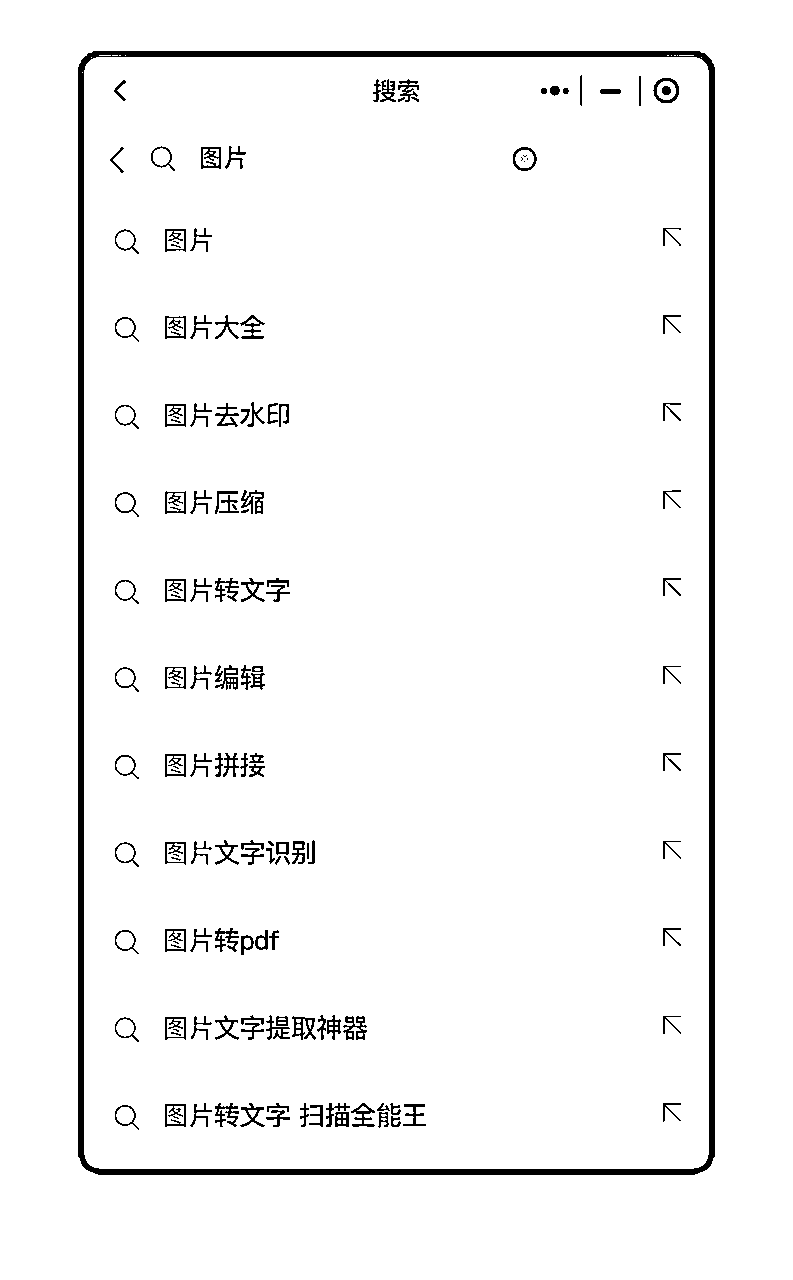 搜索
图片
图片
图片大全
图片去水印
图片压缩
图片转文字
图片编辑
图片拼接
图片文字识别
图片转pdf
图片文字提取神器
图片转文字 扫描全能王